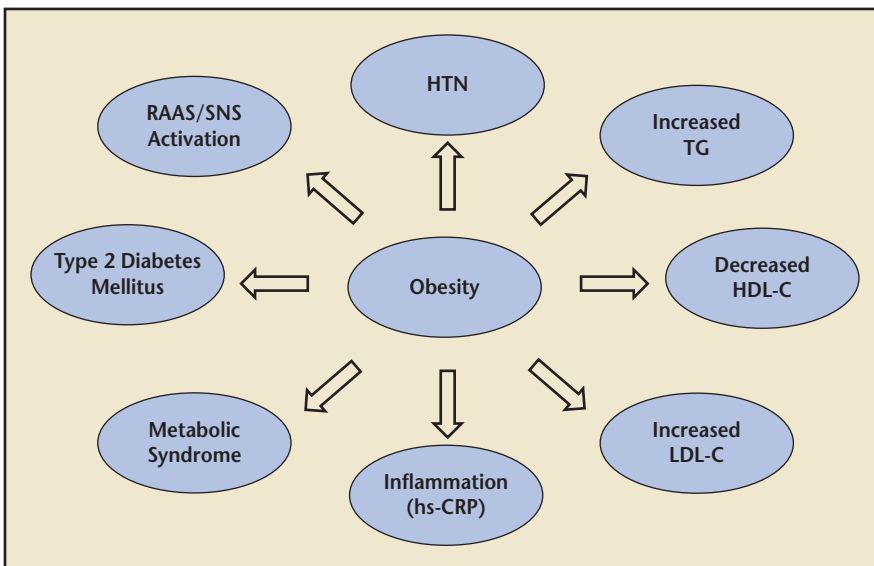 HTN
RAAS/SNS
Activation
Increased
TG
Type 2 Diabetes
Mellitus
Obesity
Decreased
HDL-C
Metabolic
Syndrome
Inflammation
(hs-CRP)
Increased
LDL-C